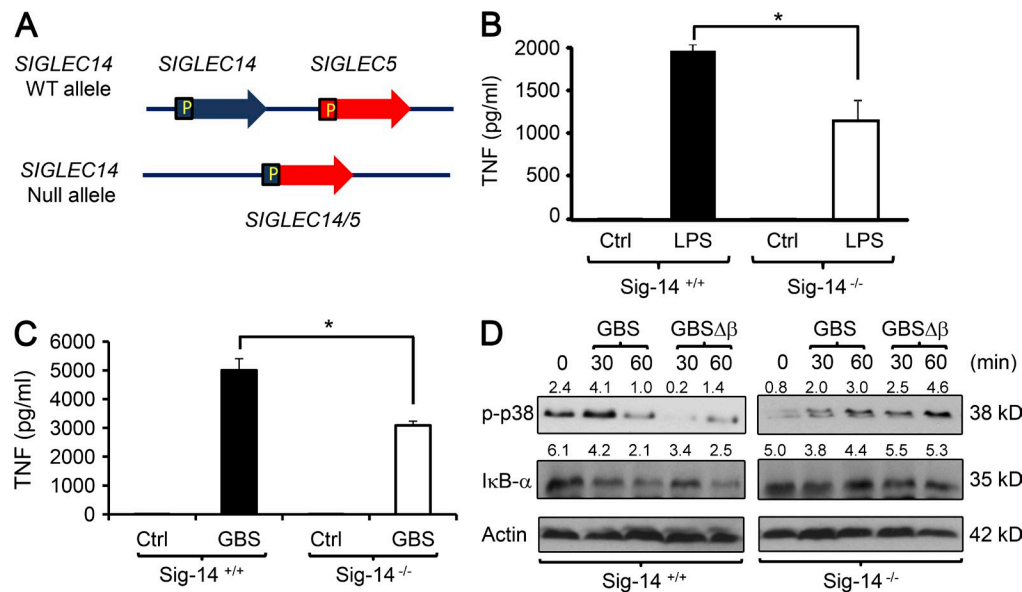 A
SIGLEC14
WT allele
SIGLEC14
SIGLEC5
P
P
SIGLEC14
Null allele
P
SIGLEC14/5
B
*
TNF (pg/ml)
2000
1500
1000
500
0
Ctrl
LPS
Ctrl
LPS
Sig-14 +/+
Sig-14 -/-
C
*
TNF (pg/ml)
6000
5000
4000
3000
2000
1000
0
Ctrl
GBS
Ctrl
GBS
Sig-14 +/+
Sig-14 -/-
D
GBS GBSΔβ GBS GBSΔβ
0 30 60 30 60 0 30 60 30 60 (min)
2.4 4.1 1.0 0.2 1.4 0.8 2.0 3.0 2.5 4.6
p-p38 38 kD
6.1 4.2 2.1 3.4 2.5 5.0 3.8 4.4 5.5 5.3
IκB-α 35 kD
Actin 42 kD
Sig-14 +/+
Sig-14 -/-